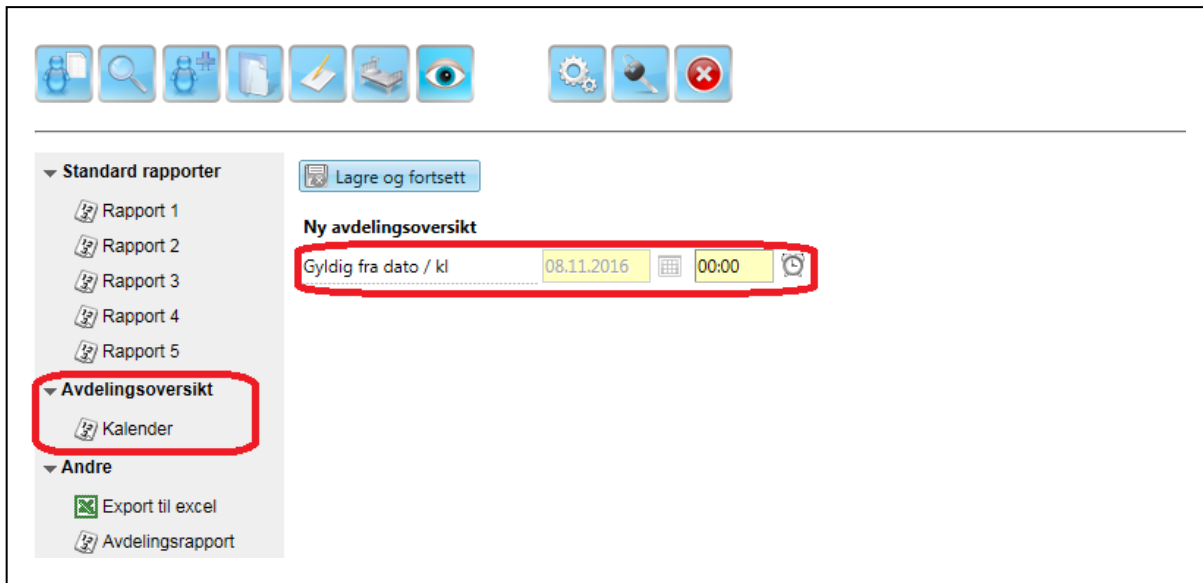 Standard rapporter
Rapport 1
Rapport 2
Rapport 3
Rapport 4
Rapport 5
Avdelingsoversikt
Kalender
Andre
Export til excel
Avdelingsrapport
Lagre og fortsett
Ny avdelingsoversikt
Gyldig fra dato / kl 08.11.2016 00:00